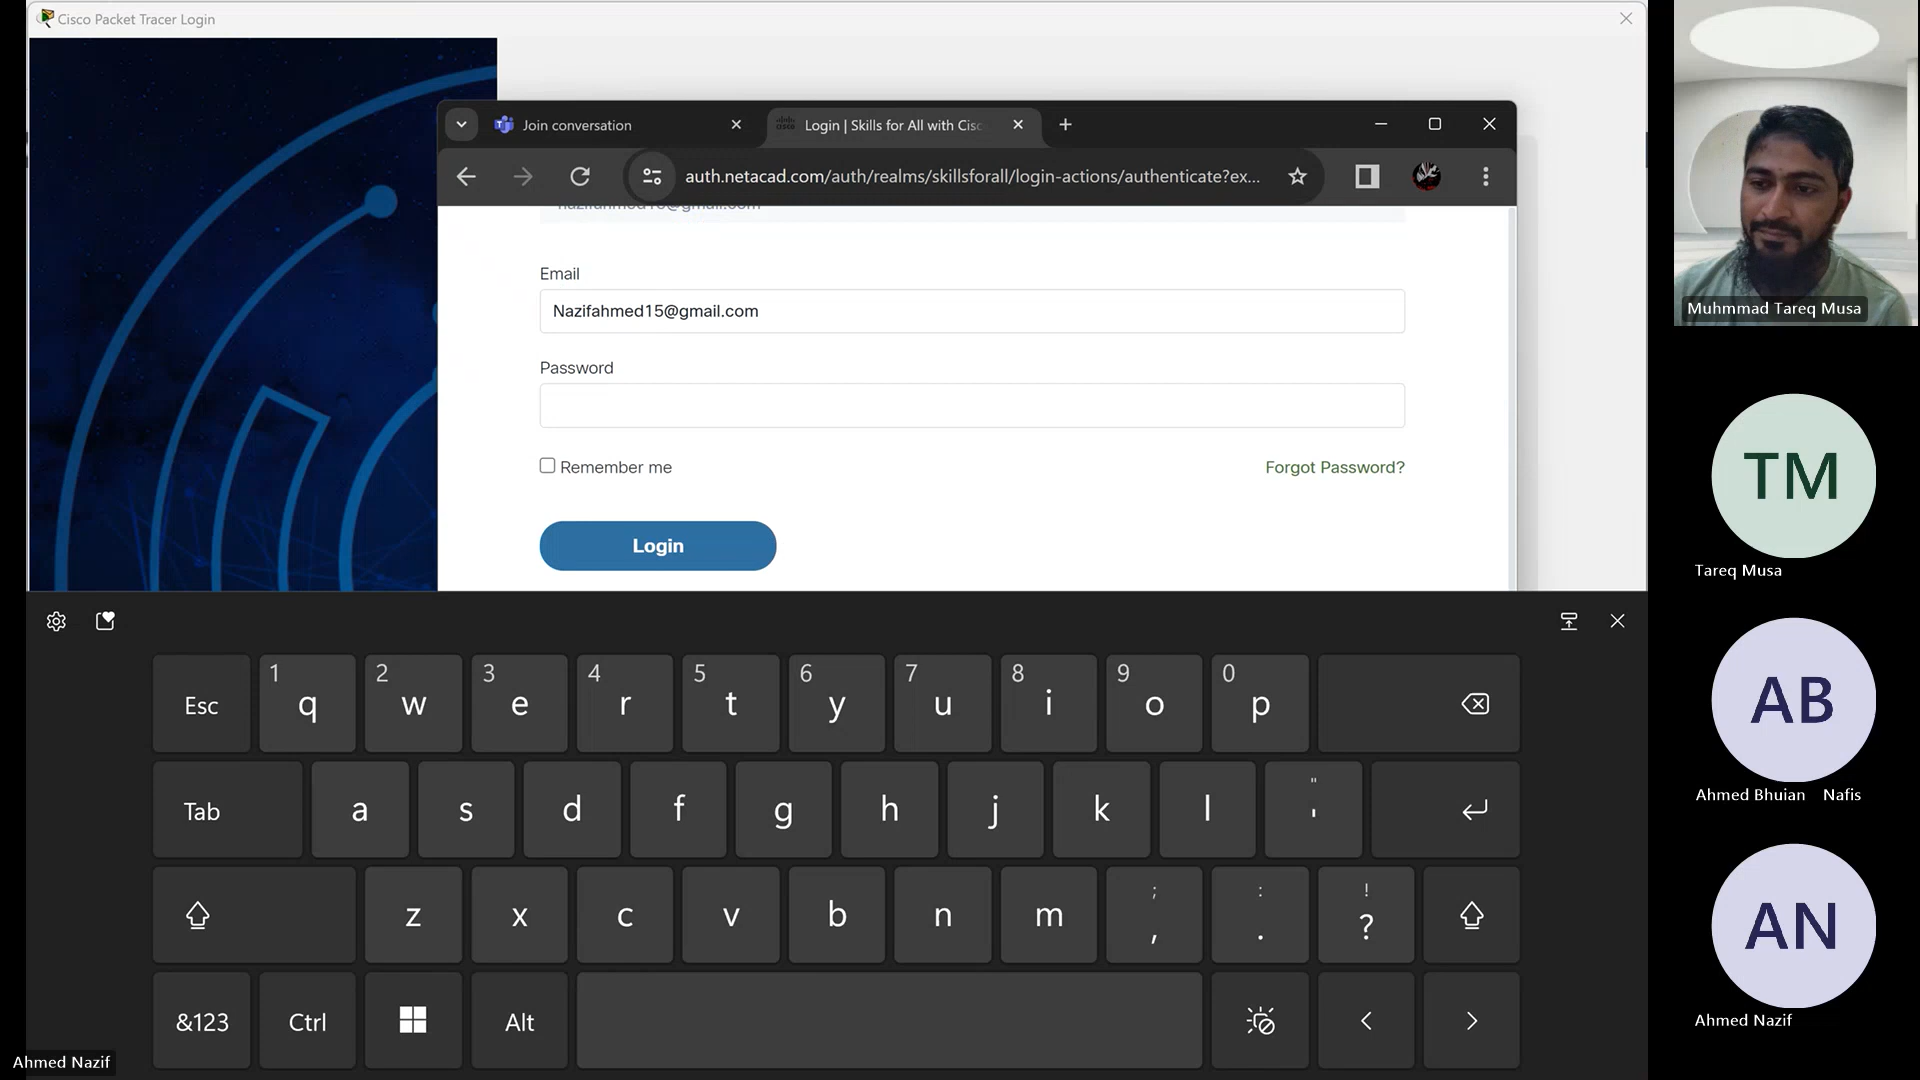 Cisco Packet Tracer Login
Join conversation
Login | Skills for All with Cisc
auth.netacad.com/auth/realms/skillsforall/login-actions/authenticate?ex...
Email
Nazifahmed15@gmail.com
Password
Remember me
Forgot Password?
Login
1 2 3 4 5 6 7 8 9 0
Esc q w e r t y u i o p
Tab a s d f g h j k l " '
z x c v b n m ; , : . ! ?
&123 Ctrl Alt < >
Ahmed Nazif
Muhmmad Tareq Musa
TM
Tareq Musa
AB
Ahmed Bhuian Nafis
AN
Ahmed Nazif